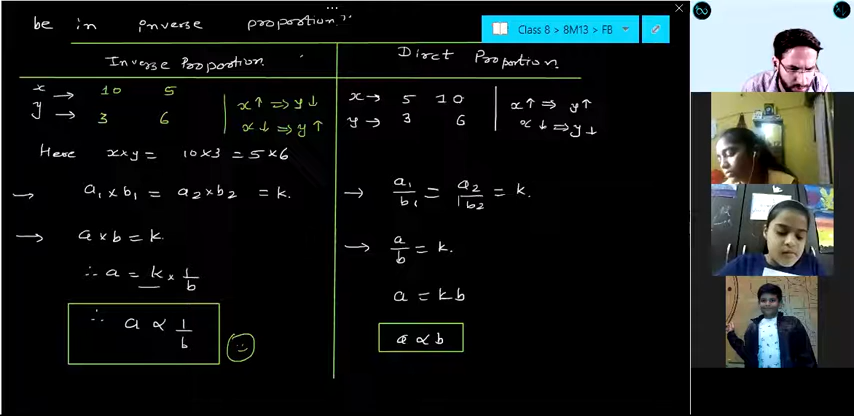 be in inverse proportion."
Class 8 > 8M13 > FB
Inverse Proportion
x → 10 5
y → 3 6
x↑ ⇒ y↓
x↓ ⇒ y↑
Here x×y = 10×3 = 5×6
→ a₁×b₁ = a₂×b₂ = k
→ a×b = k
∴ a = k × 1/b
∴ a ∝ 1/b
Dirct Proportion
x → 5 10
y → 3 6
x↑ ⇒ y↑
x↓ ⇒ y↓
→ a₁/b₁ = a₂/b₂ = k.
→ a/b = k.
a = kb
a ∝ b